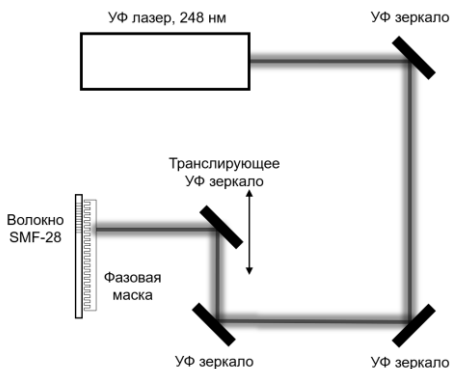 УФ лазер, 248 нм
УФ зеркало
Транслирующее
УФ зеркало
Волокно
SMF-28
Фазовая
маска
УФ зеркало
УФ зеркало